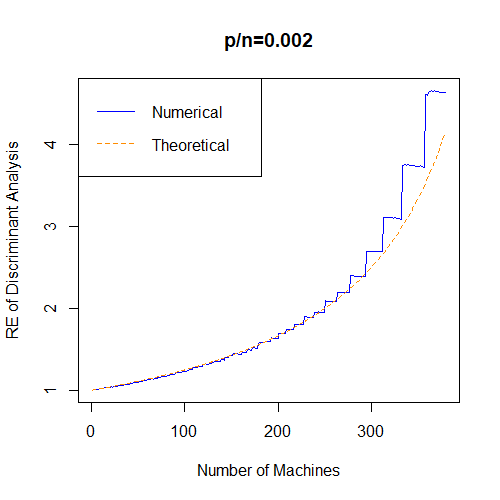 p/n=0.002
Numerical
Theoretical
RE of Discriminant Analysis
4
3
2
1
0
100
200
300
Number of Machines